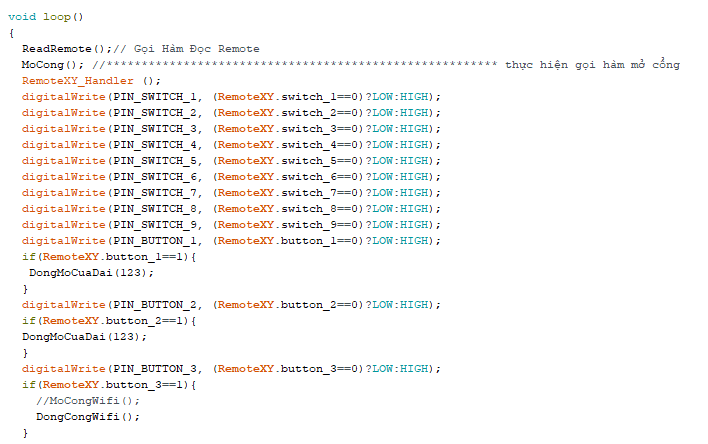 void loop()
{
ReadRemote();// Gọi Hàm Đọc Remote
MoCong(); //******************************************************** thực hiện gọi hàm mở cổng
RemoteXY_Handler ();
digitalWrite(PIN_SWITCH_1, (RemoteXY.switch_1==0)?LOW:HIGH);
digitalWrite(PIN_SWITCH_2, (RemoteXY.switch_2==0)?LOW:HIGH);
digitalWrite(PIN_SWITCH_3, (RemoteXY.switch_3==0)?LOW:HIGH);
digitalWrite(PIN_SWITCH_4, (RemoteXY.switch_4==0)?LOW:HIGH);
digitalWrite(PIN_SWITCH_5, (RemoteXY.switch_5==0)?LOW:HIGH);
digitalWrite(PIN_SWITCH_6, (RemoteXY.switch_6==0)?LOW:HIGH);
digitalWrite(PIN_SWITCH_7, (RemoteXY.switch_7==0)?LOW:HIGH);
digitalWrite(PIN_SWITCH_8, (RemoteXY.switch_8==0)?LOW:HIGH);
digitalWrite(PIN_SWITCH_9, (RemoteXY.switch_9==0)?LOW:HIGH);
digitalWrite(PIN_BUTTON_1, (RemoteXY.button_1==0)?LOW:HIGH);
if(RemoteXY.button_1==1){
DongMoCuaDai(123);
}
digitalWrite(PIN_BUTTON_2, (RemoteXY.button_2==0)?LOW:HIGH);
if(RemoteXY.button_2==1){
DongMoCuaDai(123);
}
digitalWrite(PIN_BUTTON_3, (RemoteXY.button_3==0)?LOW:HIGH);
if(RemoteXY.button_3==1){
//MoCongWifi();
DongCongWifi();
}